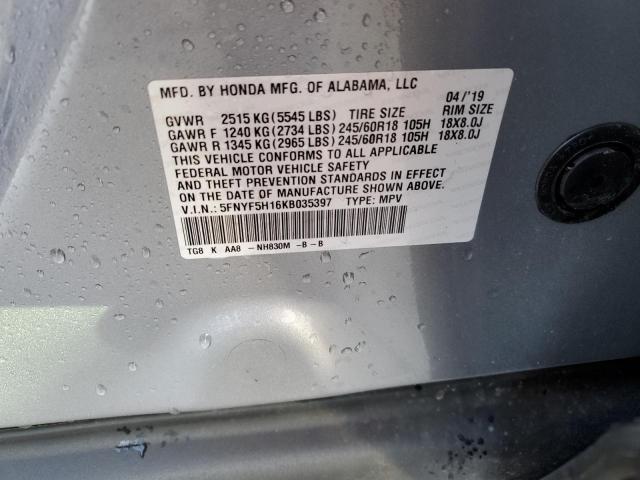 MFD. BY HONDA MFG. OF ALABAMA, LLC 04/'19
GVWR 2515 KG (5545 LBS) TIRE SIZE RIM SIZE
GAWR F 1240 KG (2734 LBS) 245/60R18 105H 18X8.0J
GAWR R 1345 KG (2965 LBS) 245/60R18 105H 18X8.0J
THIS VEHICLE CONFORMS TO ALL APPLICABLE
FEDERAL MOTOR VEHICLE SAFETY
AND THEFT PREVENTION STANDARDS IN EFFECT
ON THE DATE OF MANUFACTURE SHOWN ABOVE.
V.I.N.: 5FNYF5H16KB035397 TYPE: MPV
TG8 K AA8 - NH830M -B -B